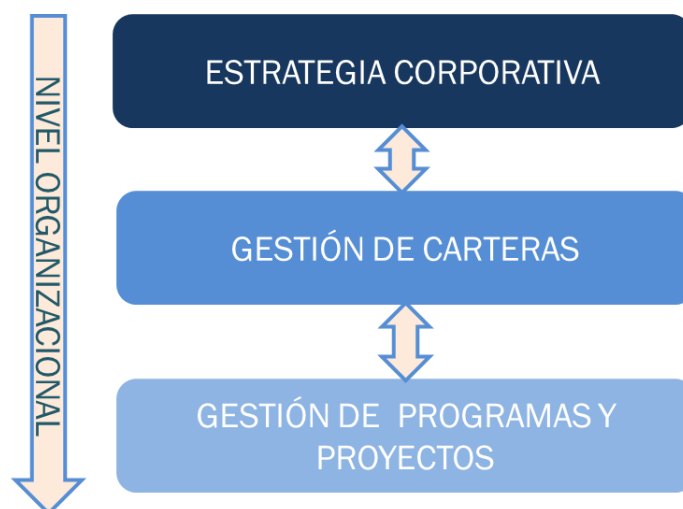 NIVEL ORGANIZACIONAL
ESTRATEGIA CORPORATIVA
GESTIÓN DE CARTERAS
GESTIÓN DE PROGRAMAS Y
PROYECTOS